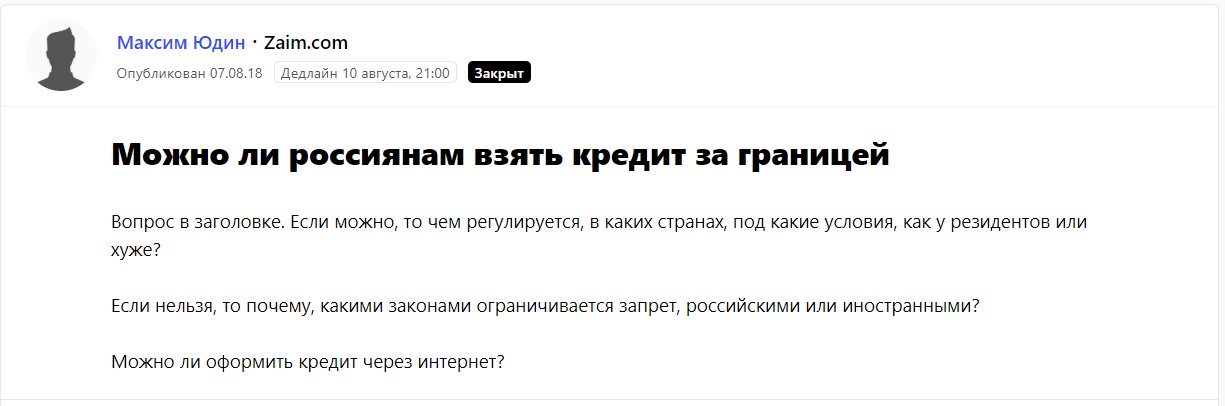 Максим Юдин · Zaim.com
Опубликован 07.08.18 Дедлайн 10 августа, 21:00 Закрыт
Можно ли россиянам взять кредит за границей
Вопрос в заголовке. Если можно, то чем регулируется, в каких странах, под какие условия, как у резидентов или
хуже?
Если нельзя, то почему, какими законами ограничивается запрет, российскими или иностранными?
Можно ли оформить кредит через интернет?